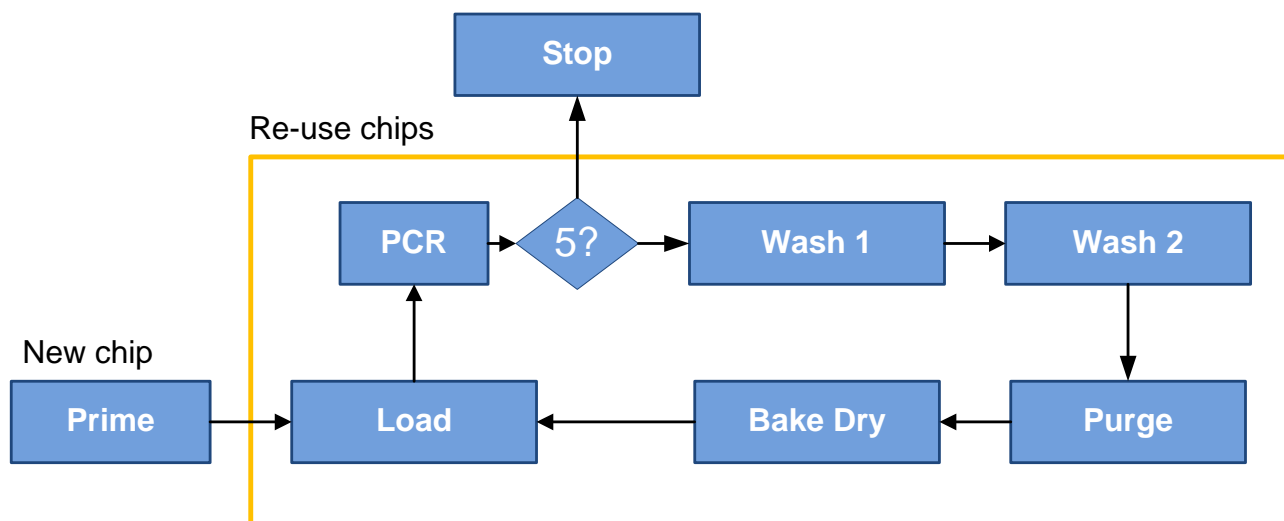 Stop
Re-use chips
PCR
5?
Wash 1
Wash 2
New chip
Prime
Load
Bake Dry
Purge